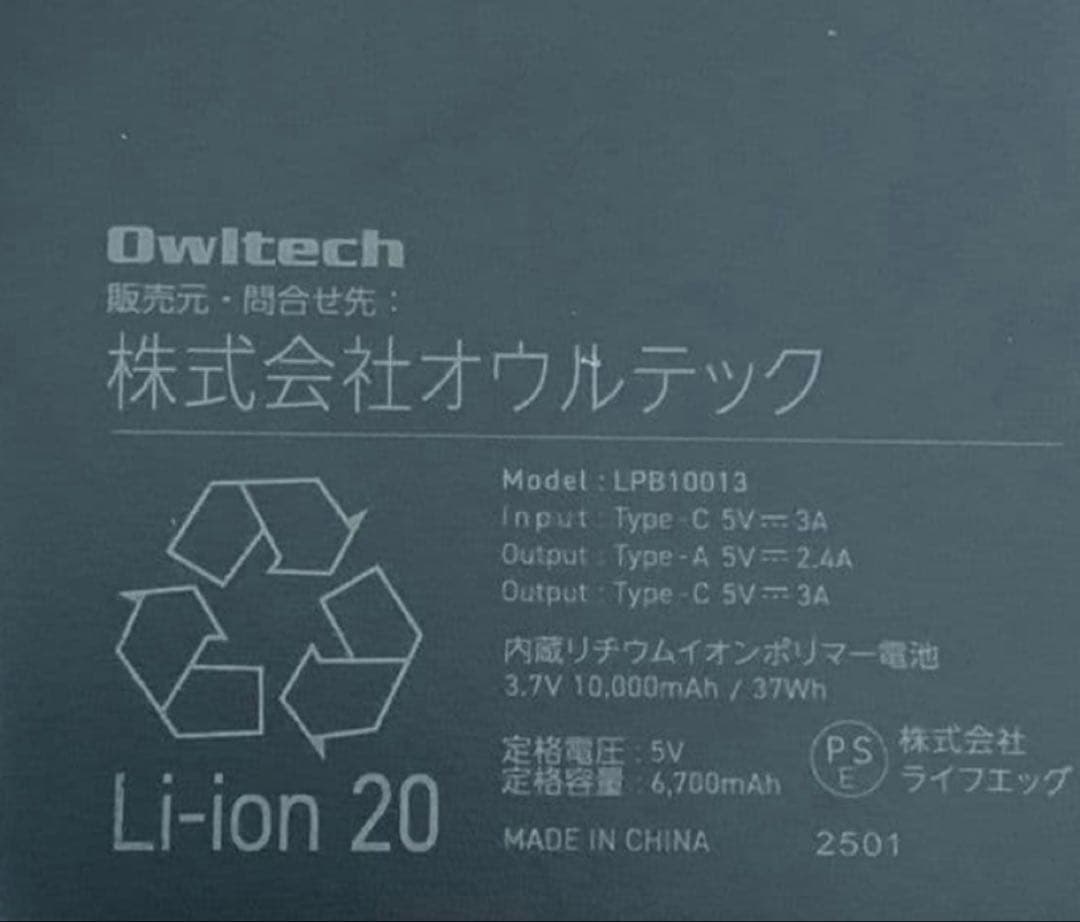 Owltech
販売元・問合せ先：
株式会社オウルテック
Model : LPB10013
Input : Type-C 5V⎓3A
Output : Type-A 5V⎓2.4A
Output : Type-C 5V⎓3A
内蔵リチウムイオンポリマー電池
3.7V 10,000mAh / 37Wh
定格電圧 : 5V
定格容量 : 6,700mAh
PS
E
株式会社
ライフエッグ
Li-ion 20
MADE IN CHINA
2501